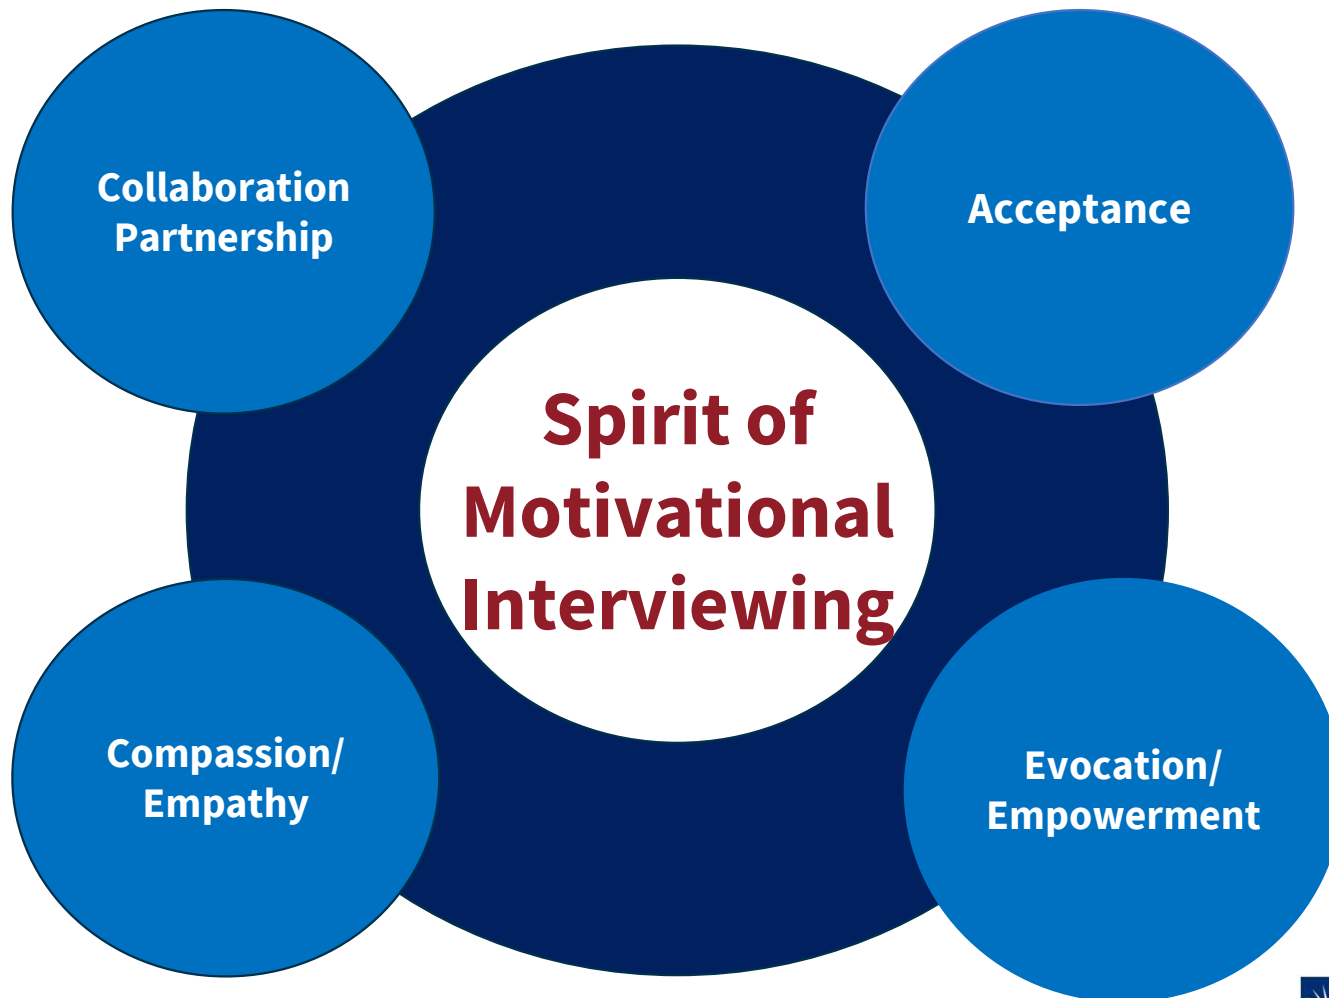 Collaboration
Partnership
Acceptance
Spirit of
Motivational
Interviewing
Compassion/
Empathy
Evocation/
Empowerment